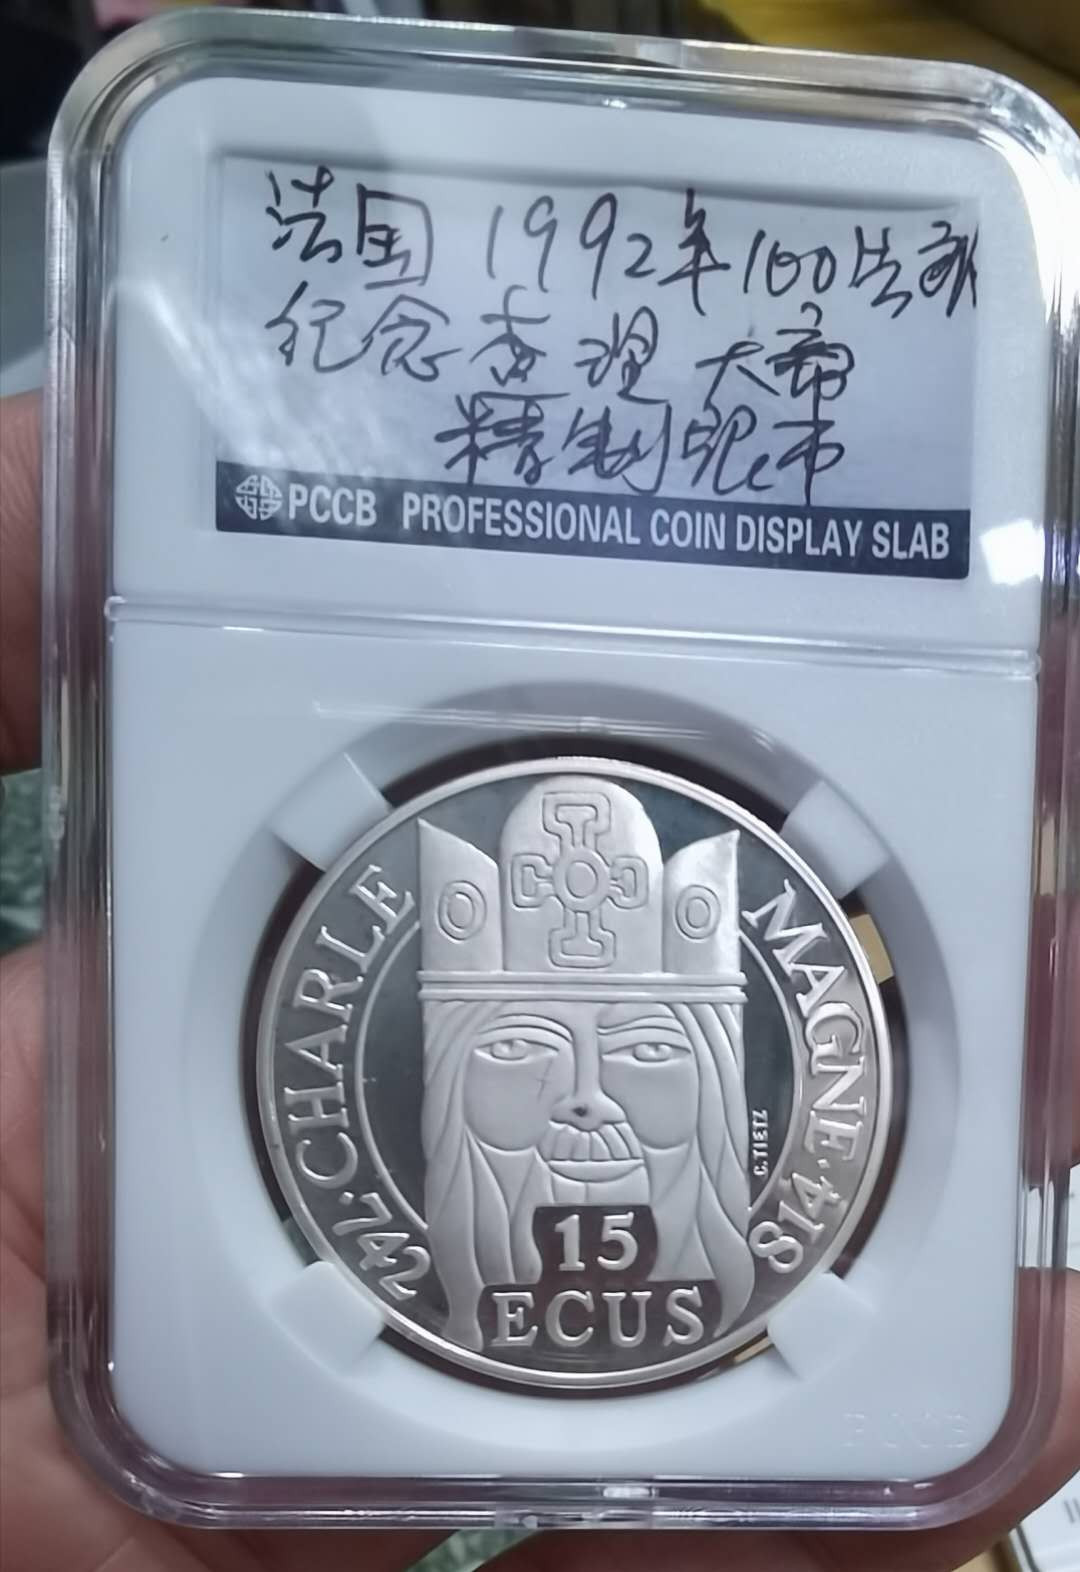 法国 1992年100法郎
纪念查理大帝
精制银币
PCCB PROFESSIONAL COIN DISPLAY SLAB
CHARLE MAGNE
·742 ·814
C.TIETZ
15
ECUS
PCCB